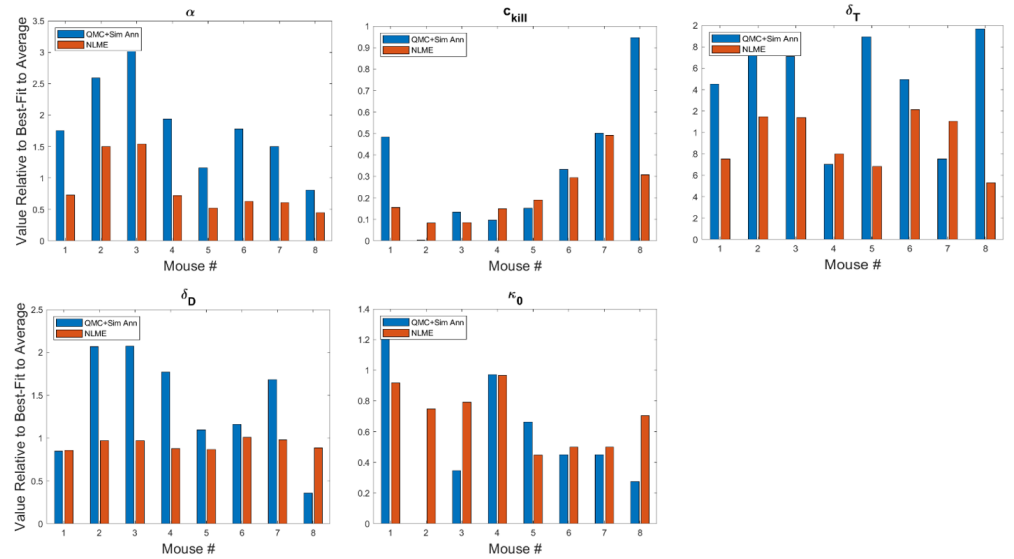 α
Value Relative to Best-Fit to Average
3.5
3
2.5
2
1.5
1
0.5
0
QMC+Sim Ann
NLME
1 2 3 4 5 6 7 8
Mouse #
c_kill
1
0.9
0.8
0.7
0.6
0.5
0.4
0.3
0.2
0.1
0
QMC+Sim Ann
NLME
1 2 3 4 5 6 7 8
Mouse #
δ_T
2
8
6
4
2
1
8
6
4
2
0
QMC+Sim Ann
NLME
1 2 3 4 5 6 7 8
Mouse #
δ_D
Value Relative to Best-Fit to Average
2.5
2
1.5
1
0.5
0
QMC+Sim Ann
NLME
1 2 3 4 5 6 7 8
Mouse #
κ_0
1.4
1.2
1
0.8
0.6
0.4
0.2
0
QMC+Sim Ann
NLME
1 2 3 4 5 6 7 8
Mouse #